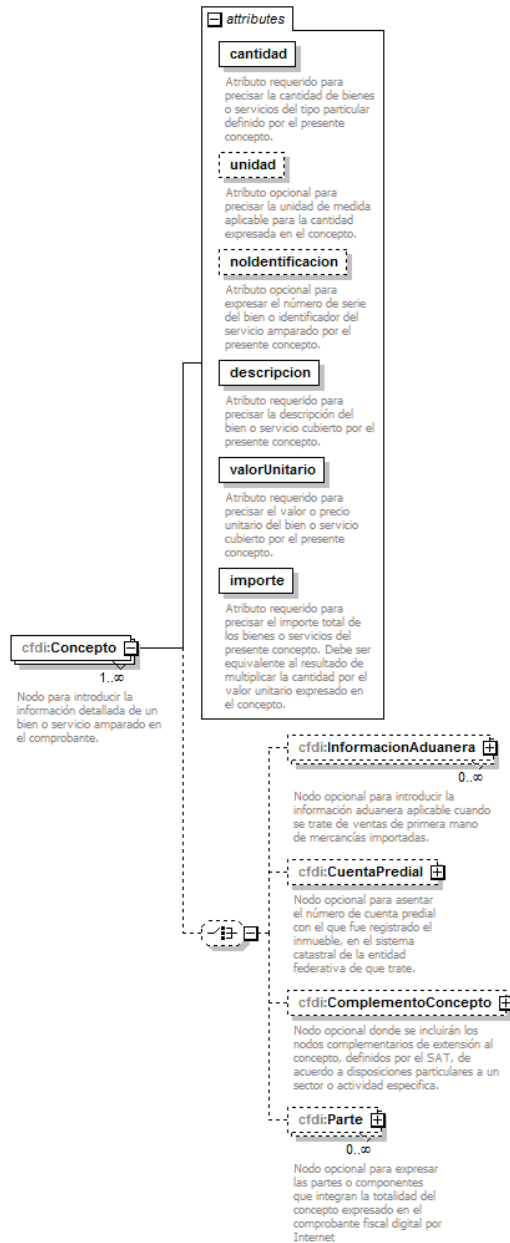 attributes
cantidad
Atributo requerido para
precisar la cantidad de bienes
o servicios del tipo particular
definido por el presente
concepto.
unidad
Atributo opcional para
precisar la unidad de medida
aplicable para la cantidad
expresada en el concepto.
noIdentificacion
Atributo opcional para
expresar el número de serie
del bien o identificador del
servicio amparado por el
presente concepto.
descripcion
Atributo requerido para
precisar la descripción del
bien o servicio cubierto por el
presente concepto.
valorUnitario
Atributo requerido para
precisar el valor o precio
unitario del bien o servicio
cubierto por el presente
concepto.
importe
Atributo requerido para
precisar el importe total de
los bienes o servicios del
presente concepto. Debe ser
equivalente al resultado de
multiplicar la cantidad por el
valor unitario expresado en
el concepto.
cfdi:Concepto
1..∞
Nodo para introducir la
información detallada de un
bien o servicio amparado en
el comprobante.
cfdi:InformacionAduanera
0..∞
Nodo opcional para introducir la
información aduanera aplicable cuando
se trate de ventas de primera mano
de mercancías importadas.
cfdi:CuentaPredial
Nodo opcional para asentar
el número de cuenta predial
con el que fue registrado el
inmueble, en el sistema
catastral de la entidad
federativa de que trate.
cfdi:ComplementoConcepto
Nodo opcional donde se incluirán los
nodos complementarios de extensión al
concepto, definidos por el SAT, de
acuerdo a disposiciones particulares a un
sector o actividad especifica.
cfdi:Parte
0..∞
Nodo opcional para expresar
las partes o componentes
que integran la totalidad del
concepto expresado en el
comprobante fiscal digital por
Internet